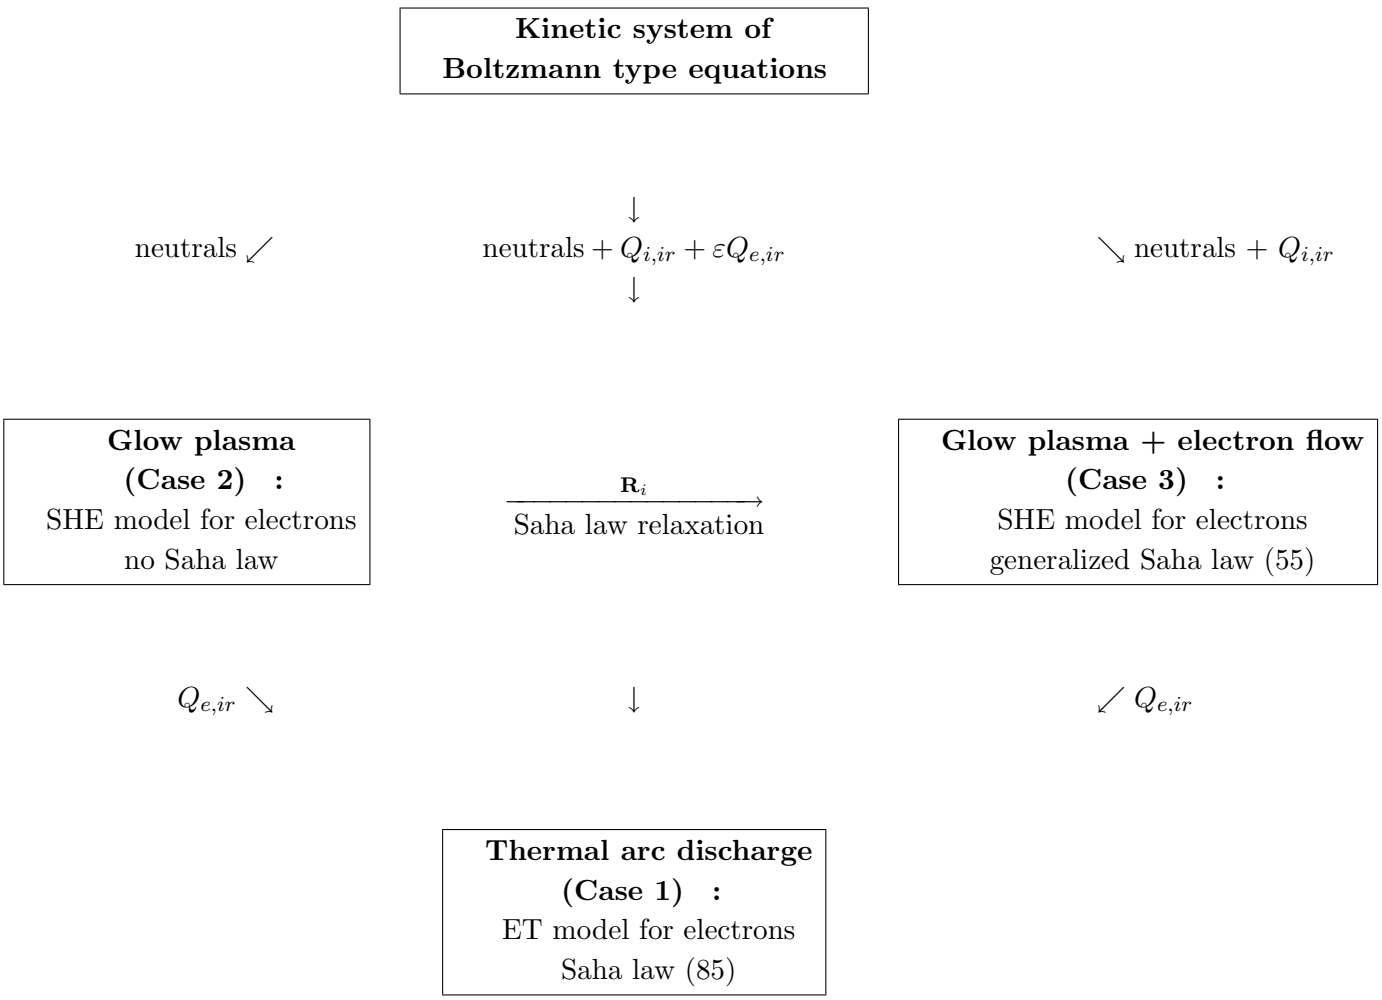 Kinetic system of
Boltzmann type equations
↓
neutrals ↙
neutrals + Q_{i,ir} + εQ_{e,ir}
↘ neutrals + Q_{i,ir}
↓
Glow plasma
(Case 2) :
SHE model for electrons
no Saha law
R_i
Saha law relaxation
Glow plasma + electron flow
(Case 3) :
SHE model for electrons
generalized Saha law (55)
Q_{e,ir} ↘
↓
↙ Q_{e,ir}
Thermal arc discharge
(Case 1) :
ET model for electrons
Saha law (85)